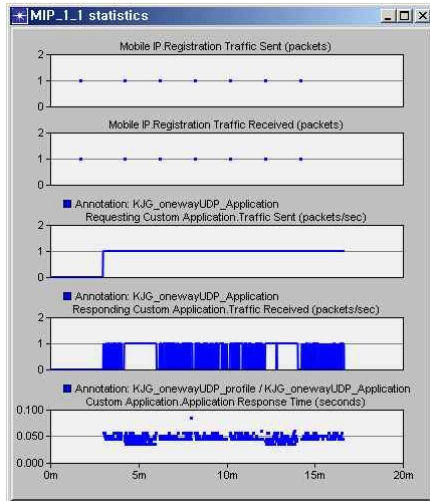 MIP_1_1 statistics
Mobile IP.Registration Traffic Sent (packets)
2
1
0
Mobile IP.Registration Traffic Received (packets)
2
1
0
Annotation: KJG_onewayUDP_Application
Requesting Custom Application.Traffic Sent (packets/sec)
2
1
0
Annotation: KJG_onewayUDP_Application
Responding Custom Application.Traffic Received (packets/sec)
2
1
0
Annotation: KJG_onewayUDP_profile / KJG_onewayUDP_Application
Custom Application.Application Response Time (seconds)
0.100
0.050
0.000
0m 5m 10m 15m 20m